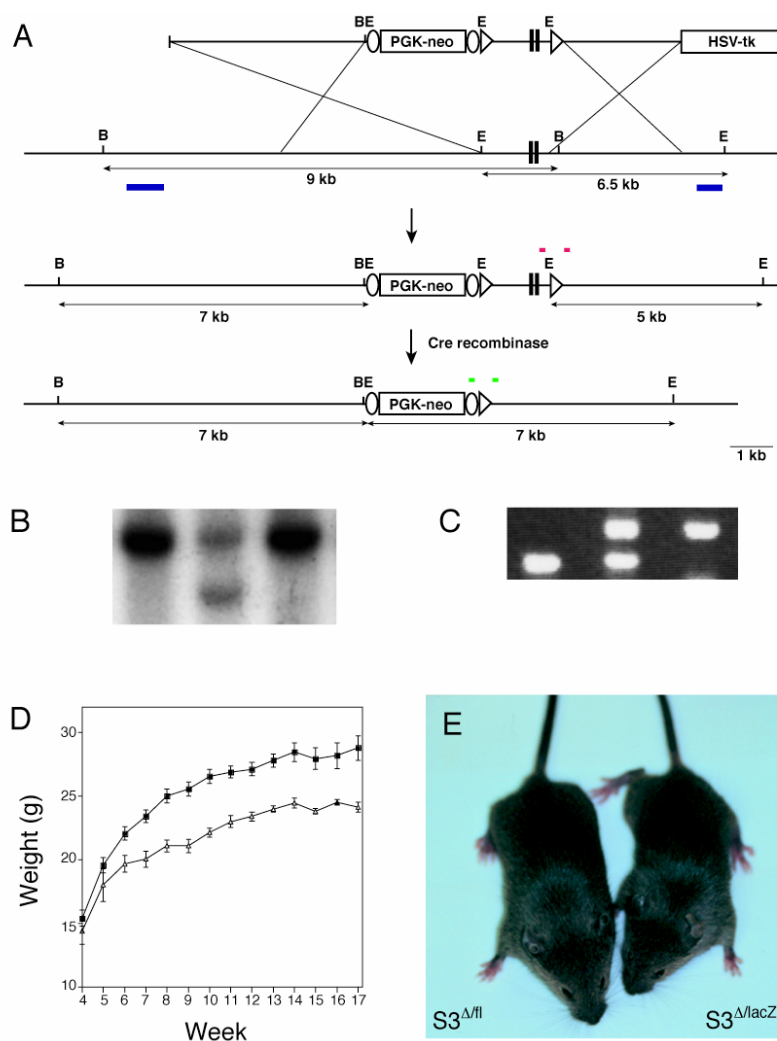 A
BE E E
PGK-neo HSV-tk
B E B E
9 kb
6.5 kb
B BE E E E
PGK-neo
7 kb 5 kb
Cre recombinase
B BE E
PGK-neo
7 kb 7 kb
1 kb
B
C
D
30
25
20
15
10
Weight (g)
4 5 6 7 8 9 10 11 12 13 14 15 16 17
Week
E
S3Δ/fl
S3Δ/lacZ